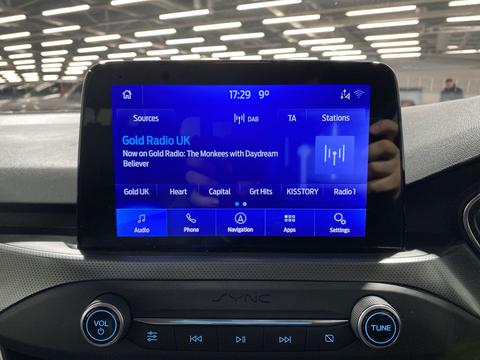 17:29 9°
Sources DAB TA Stations
Gold Radio UK
Now on Gold Radio: The Monkees with Daydream
Believer
Gold UK Heart Capital Grt Hits KISSTORY Radio 1
Audio Phone Navigation Apps Settings
SYNC
VOL TUNE